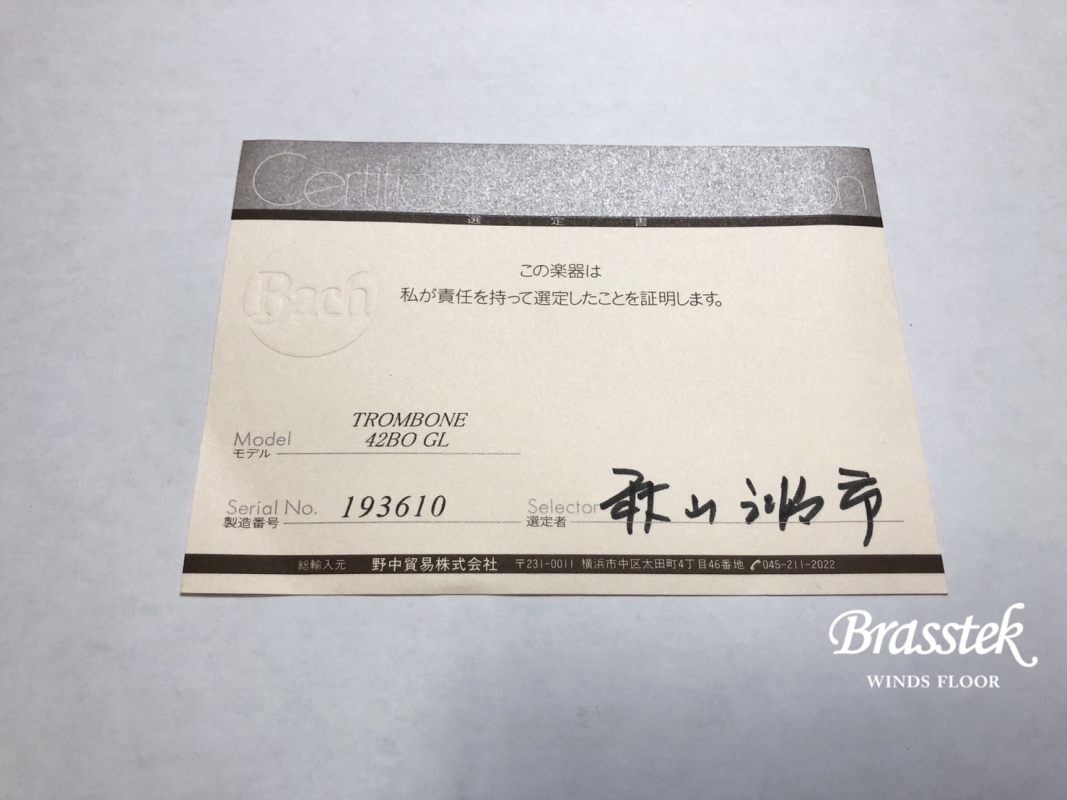 選定書
Bach
この楽器は
私が責任を持って選定したことを証明します。
TROMBONE
Model 42BO GL
モデル
Serial No. 193610
製造番号
Selector
選定者
総輸入元 野中貿易株式会社 〒231-0011 横浜市中区太田町4丁目46番地 045-211-2022
Brasstek
WINDS FLOOR